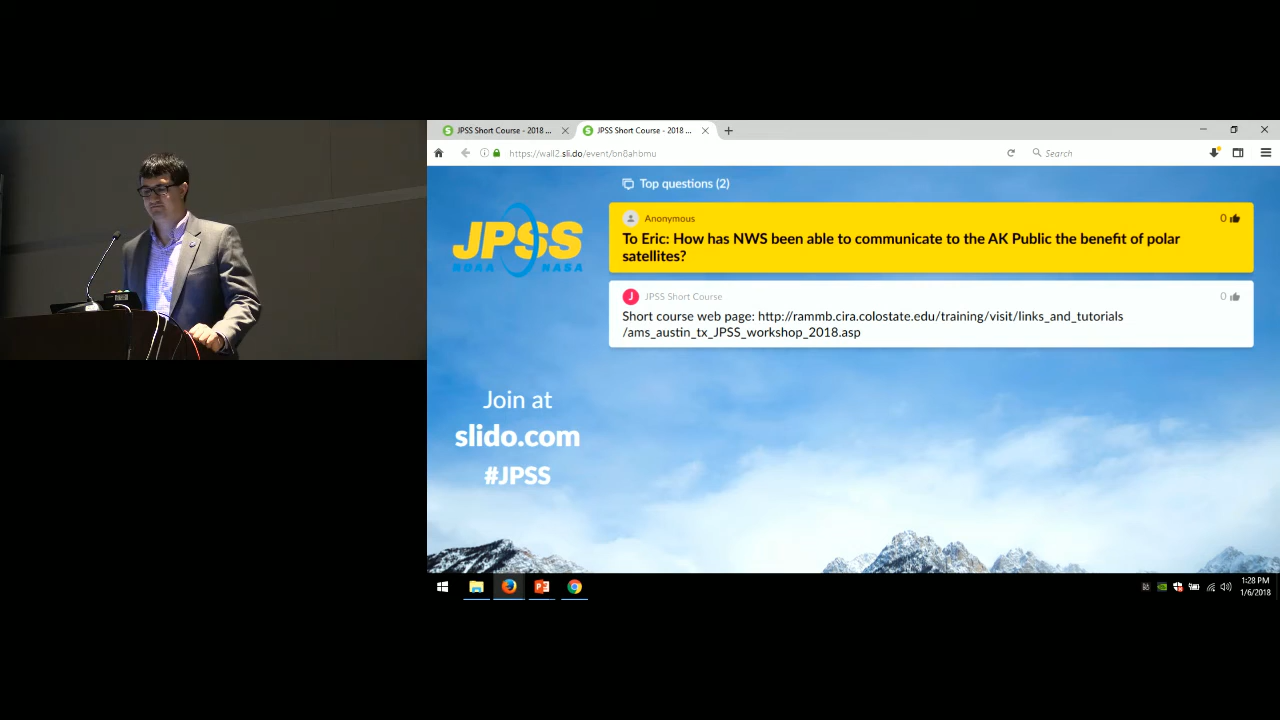 JPSS Short Course - 2018 ...
JPSS Short Course - 2018 ...
https://wall2.sli.do/event/bn8ahbmu
Search
Top questions (2)
JPSS
NOAA NASA
Anonymous
0
To Eric: How has NWS been able to communicate to the AK Public the benefit of polar
satellites?
J
JPSS Short Course
0
Short course web page: http://rammb.cira.colostate.edu/training/visit/links_and_tutorials
/ams_austin_tx_JPSS_workshop_2018.asp
Join at
slido.com
#JPSS
1:28 PM
1/6/2018